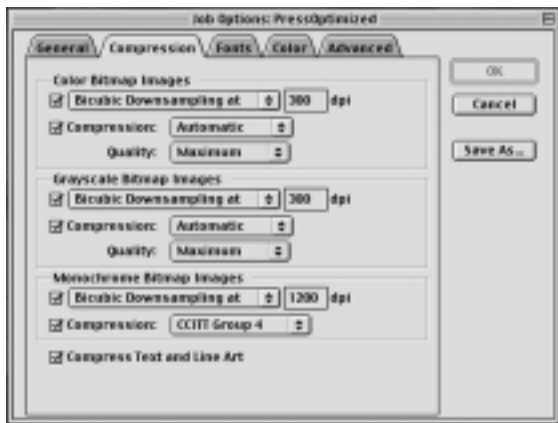 Job Options: PressOptimized
General Compression Fonts Color Advanced
Color Bitmap Images
Bicubic Downsampling at 300 dpi
Compression: Automatic
Quality: Maximum
Grayscale Bitmap Images
Bicubic Downsampling at 300 dpi
Compression: Automatic
Quality: Maximum
Monochrome Bitmap Images
Bicubic Downsampling at 1200 dpi
Compression: CCITT Group 4
Compress Text and Line Art
OK
Cancel
Save As...